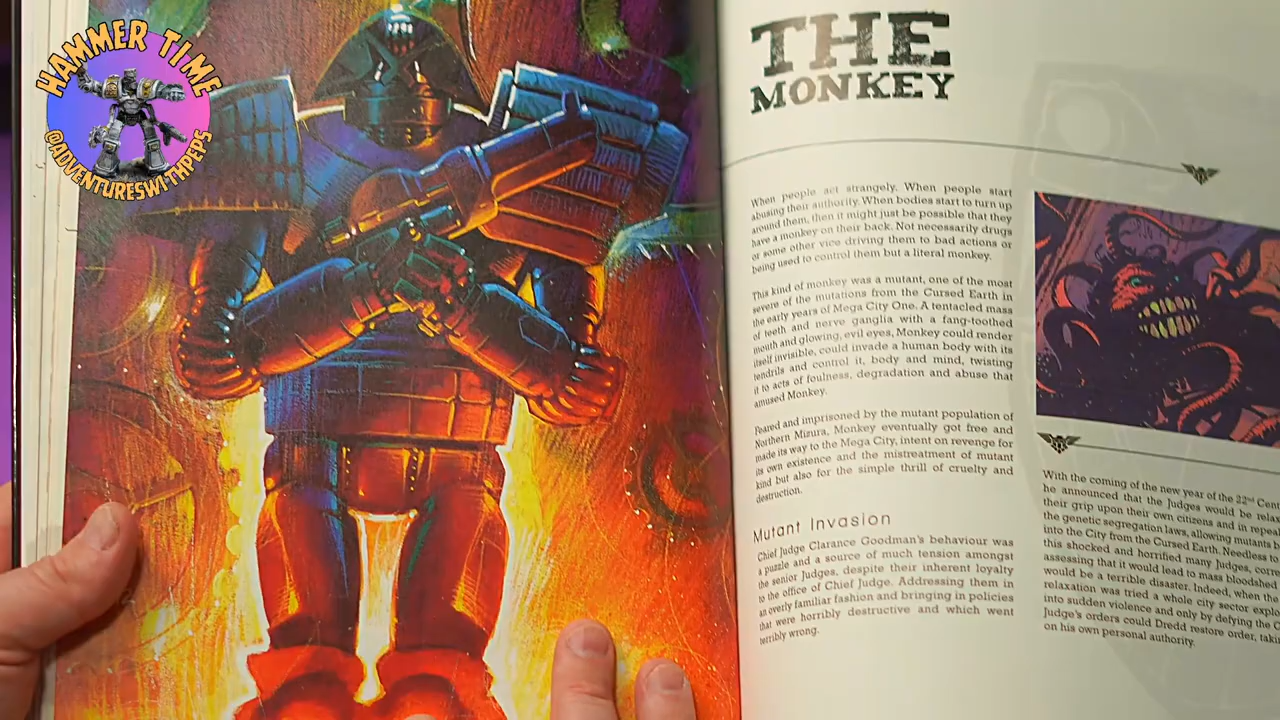 HAMMER TIME
@ADVENTURESWITHPEPS
THE
MONKEY
When people act strangely. When people start
abusing their authority. When bodies start to turn up
around them, then it might just be possible that they
have a monkey on their back. Not necessarily drugs
or some other vice driving them to bad actions or
being used to control them but a literal monkey.
This kind of monkey was a mutant, one of the most
severe of the mutations from the Cursed Earth in
the early years of Mega City One. A tentacled mass
of teeth and nerve ganglia with a fang-toothed
mouth and glowing, evil eyes, Monkey could render
itself invisible, could invade a human body with its
tendrils and control it, body and mind, twisting
it to acts of foulness, degradation and abuse that
amused Monkey.
Feared and imprisoned by the mutant population of
Northern Mizura, Monkey eventually got free and
made its way to the Mega City, intent on revenge for
its own existence and the mistreatment of mutant
kind but also for the simple thrill of cruelty and
destruction.
Mutant Invasion
Chief Judge Clarance Goodman's behaviour was
a puzzle and a source of much tension amongst
the senior Judges, despite their inherent loyalty
to the office of Chief Judge. Addressing them in
an overly familiar fashion and bringing in policies
that were horribly destructive and which went
terribly wrong.
With the coming of the new year of the 22nd Cent
he announced that the Judges would be relax
their grip upon their own citizens and in repeal
the genetic segregation laws, allowing mutants b
into the City from the Cursed Earth. Needless to
this shocked and horrified many Judges, corre
assessing that it would lead to mass bloodshed
would be a terrible disaster. Indeed, when the
relaxation was tried a whole city sector explo
into sudden violence and only by defying the C
Judge's orders could Dredd restore order, takin
on his own personal authority.